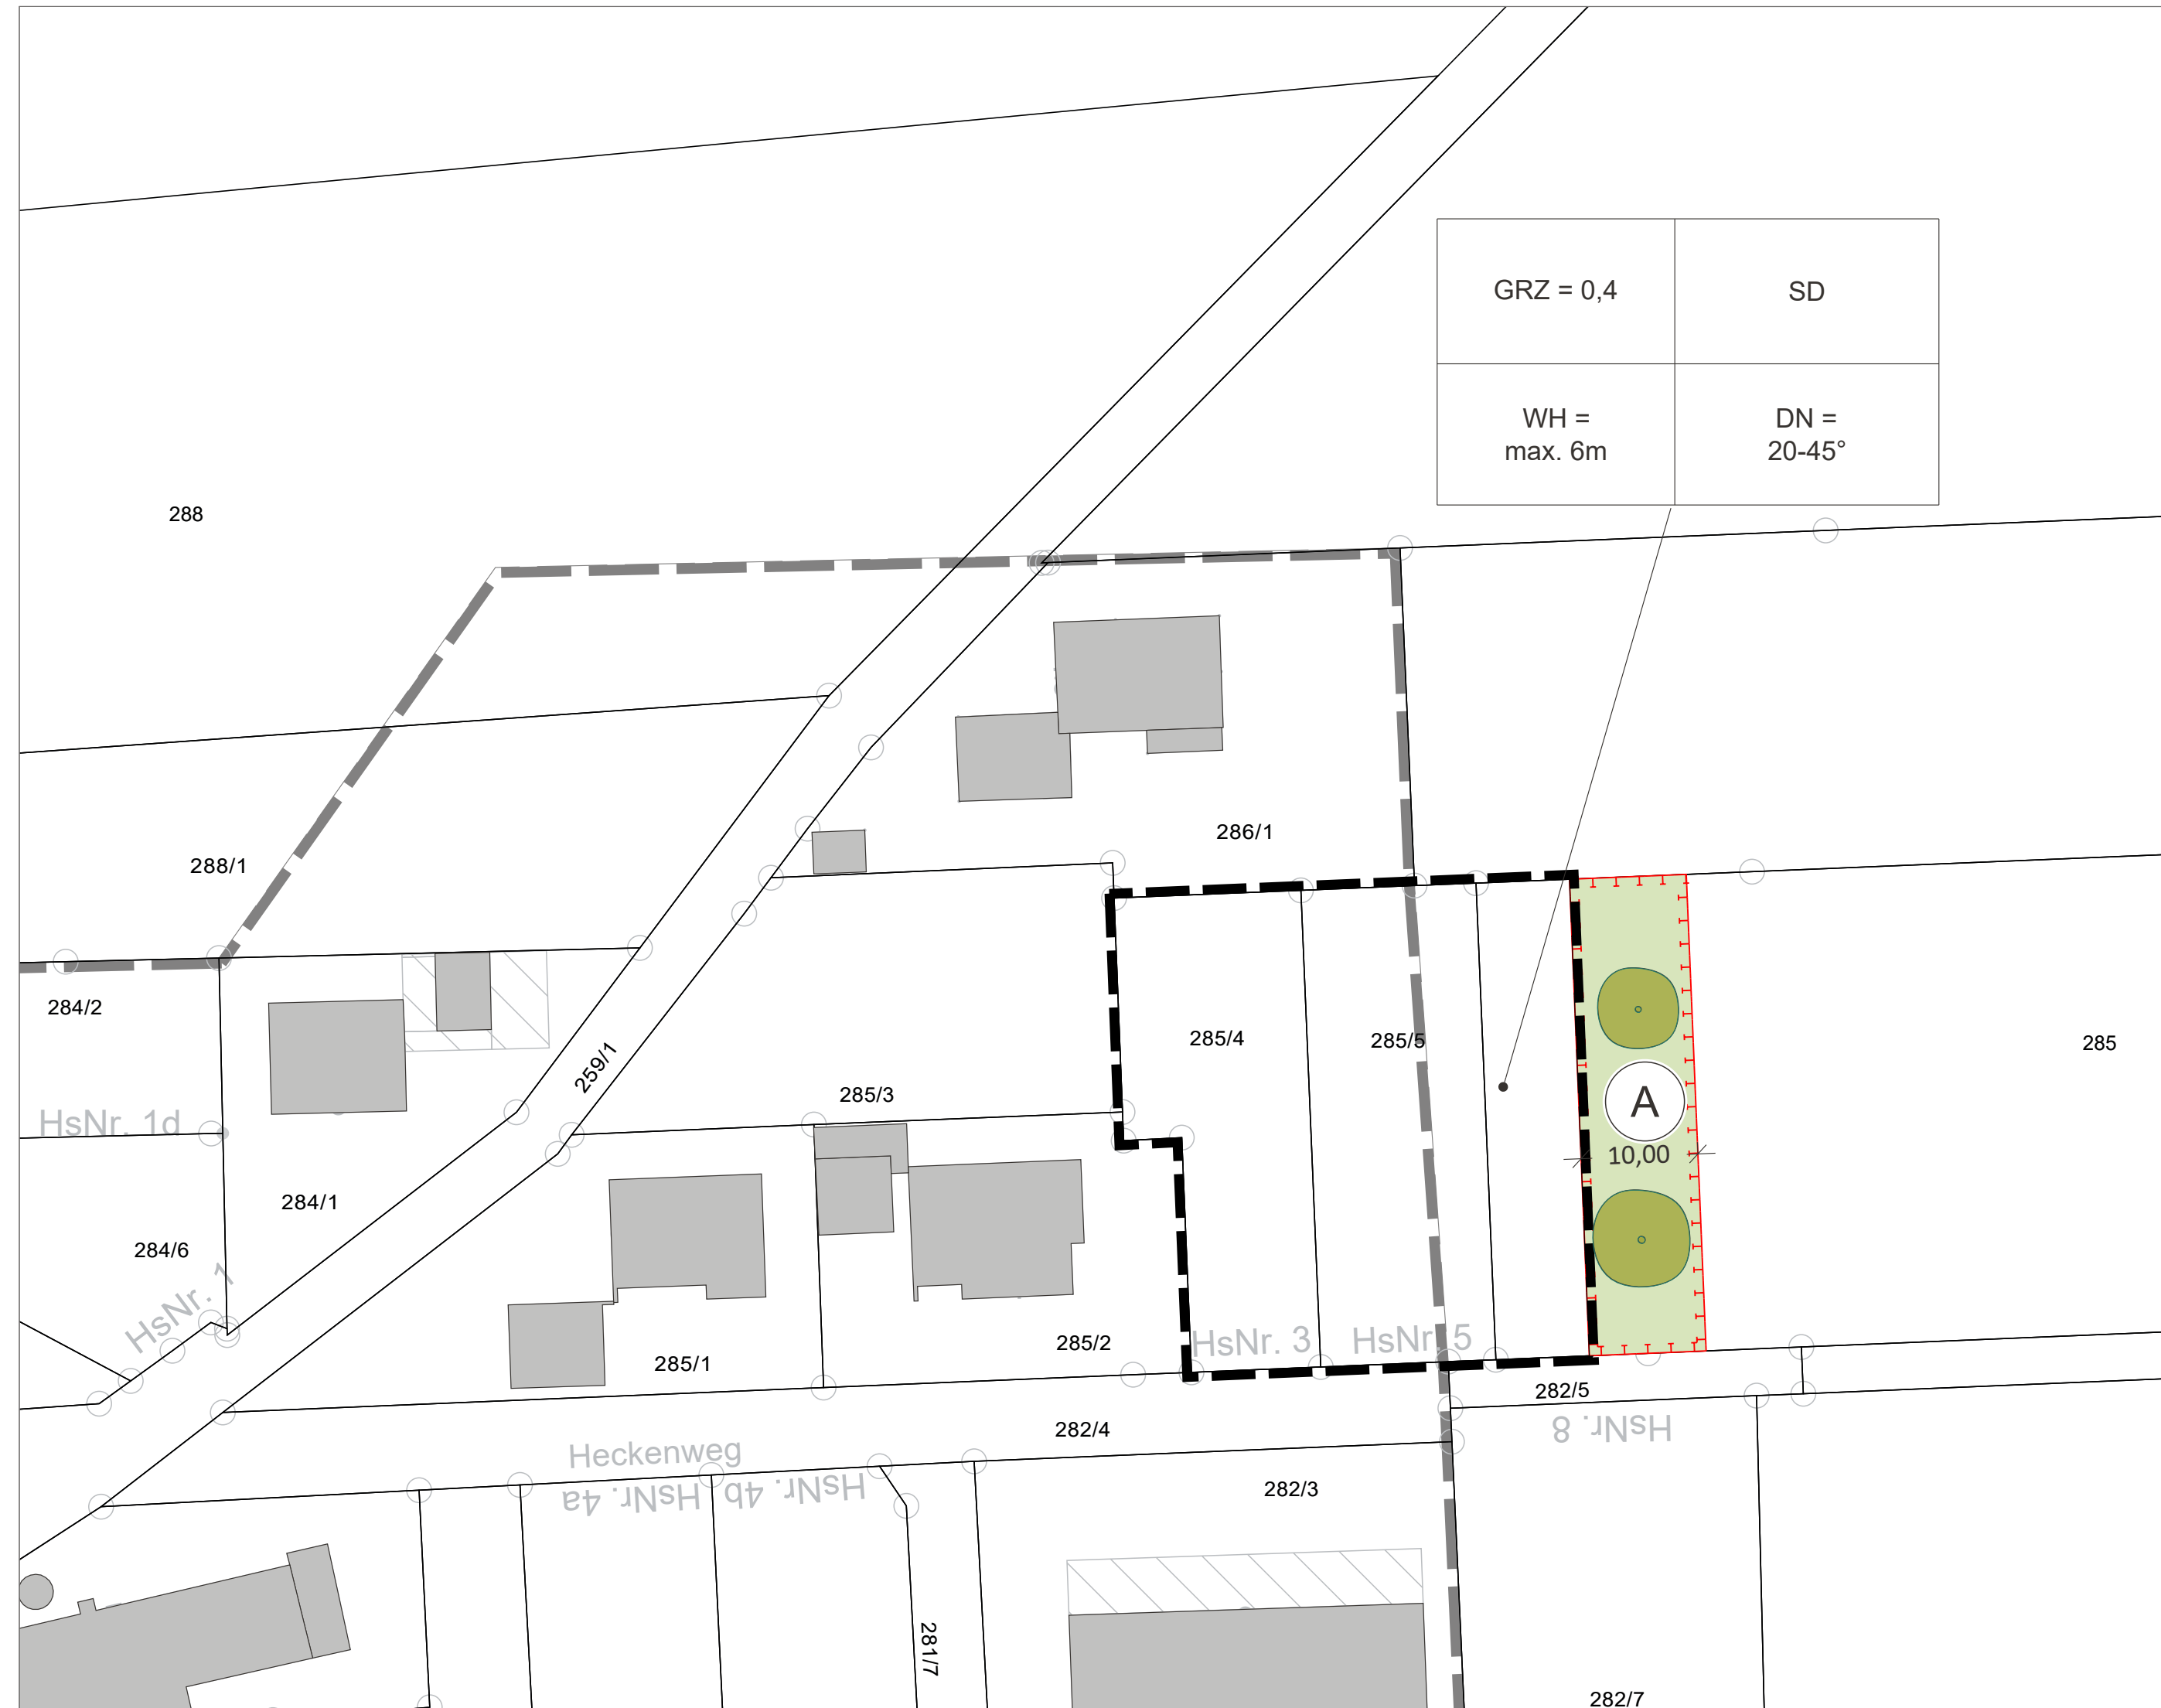 GRZ = 0,4
SD
WH =
max. 6m
DN =
20-45°
288
286/1
288/1
284/2
285/4
285/5
285
259/1
285/3
A
HsNr. 1d
10,00
284/1
284/6
HsNr. 1
HsNr. 3
HsNr. 5
285/2
285/1
282/5
282/4
HsNr. 8
Heckenweg
HsNr. 4a
HsNr. 4b
282/3
281/7
282/7